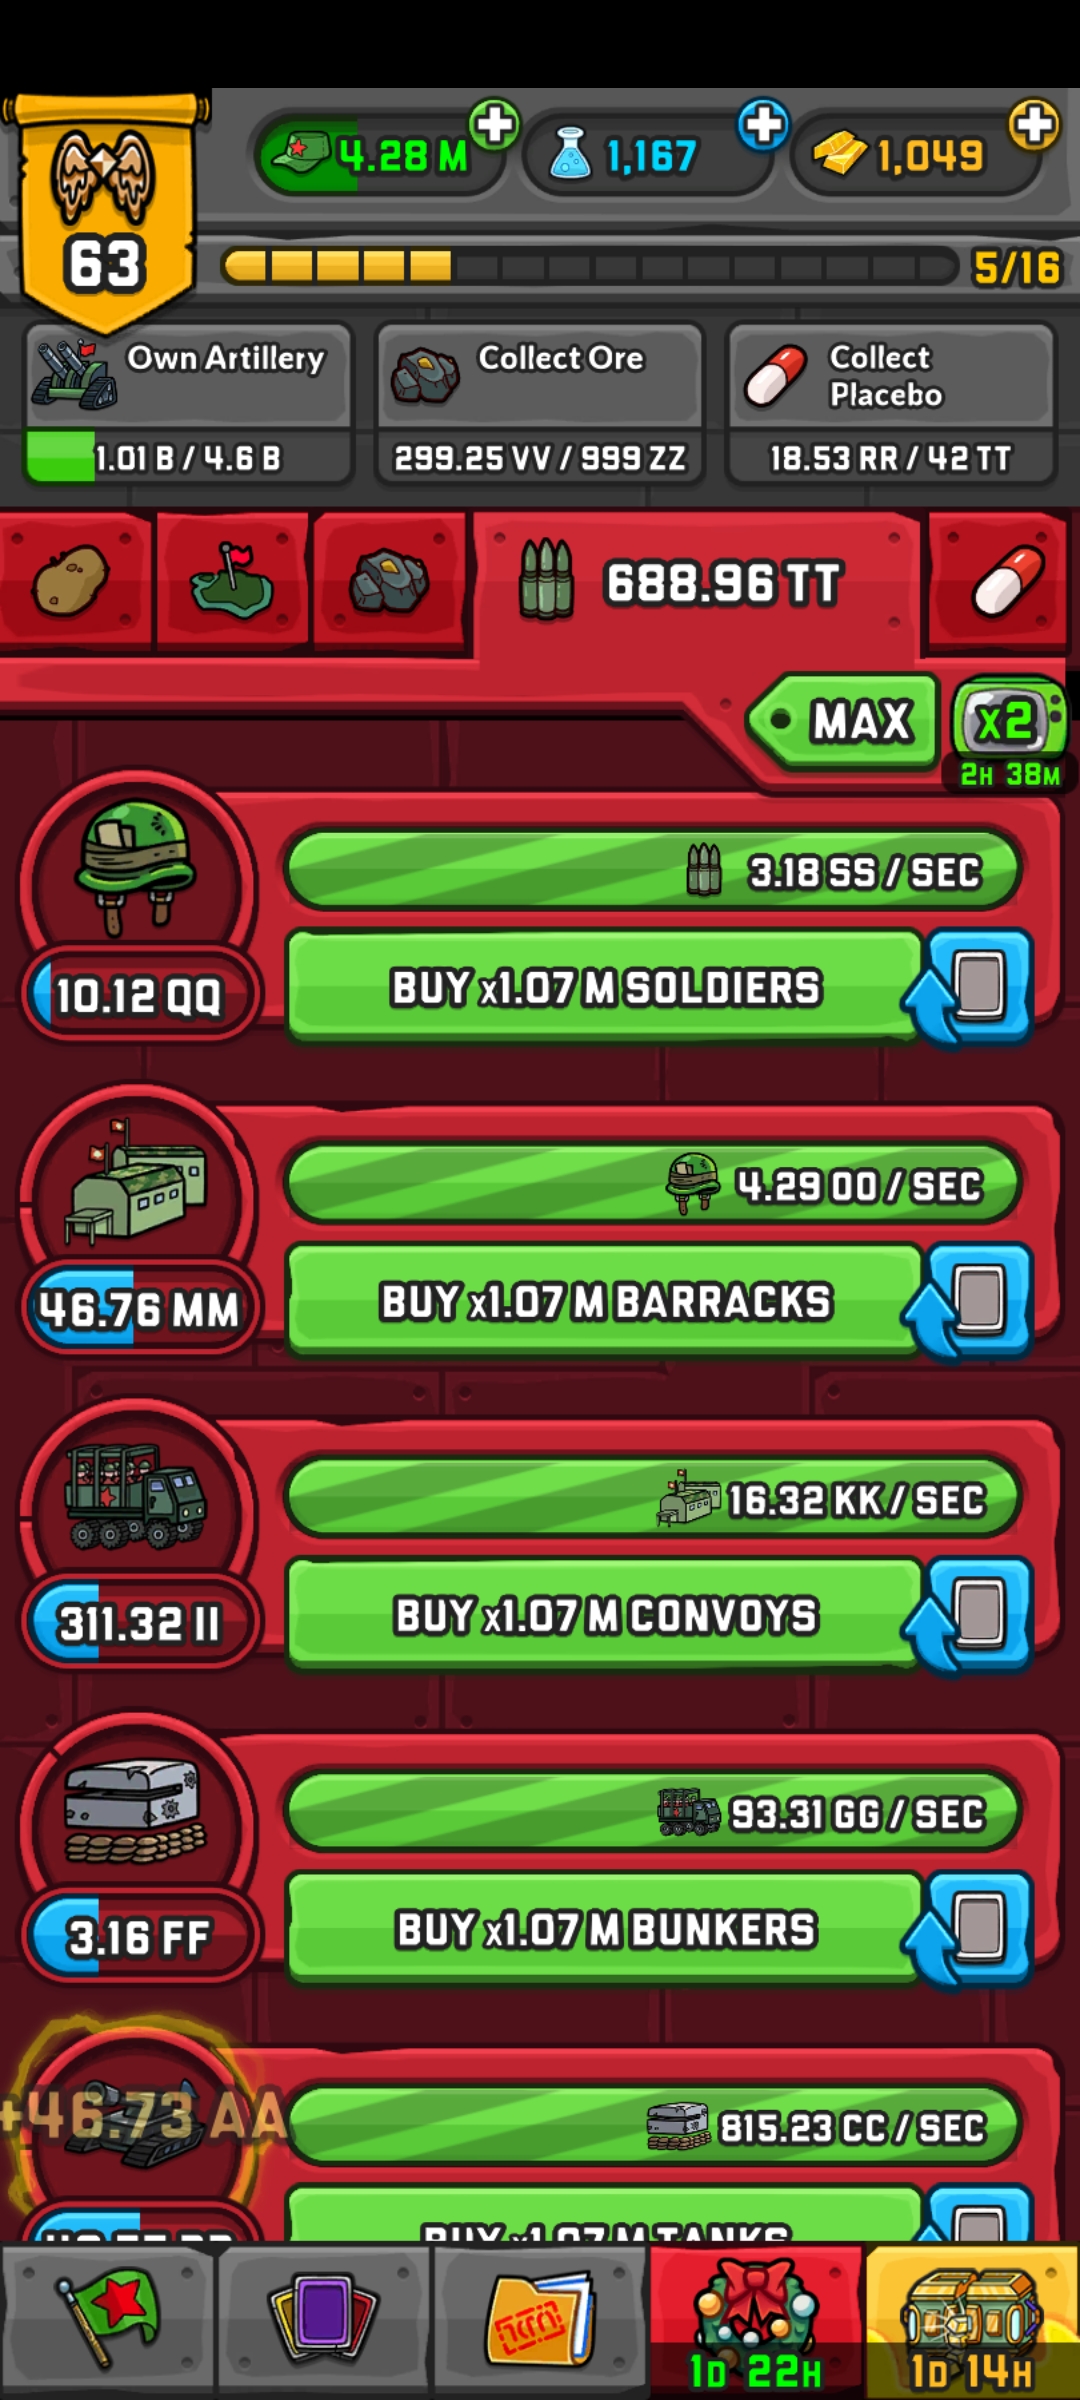 4.28 M
1,167
1,049
63
5/16
Own Artillery
Collect Ore
Collect
Placebo
1.01 B / 4.6 B
299.25 VV / 999 ZZ
18.53 RR / 42 TT
688.96 TT
MAX
x2
2H 38M
3.18 SS / SEC
10.12 QQ
BUY x1.07 M SOLDIERS
4.29 OO / SEC
46.76 MM
BUY x1.07 M BARRACKS
16.32 KK / SEC
311.32 II
BUY x1.07 M CONVOYS
93.31 GG / SEC
3.16 FF
BUY x1.07 M BUNKERS
+46.73 AA
815.23 CC / SEC
BUY x1.07 M TANKS
1D 22H
1D 14H